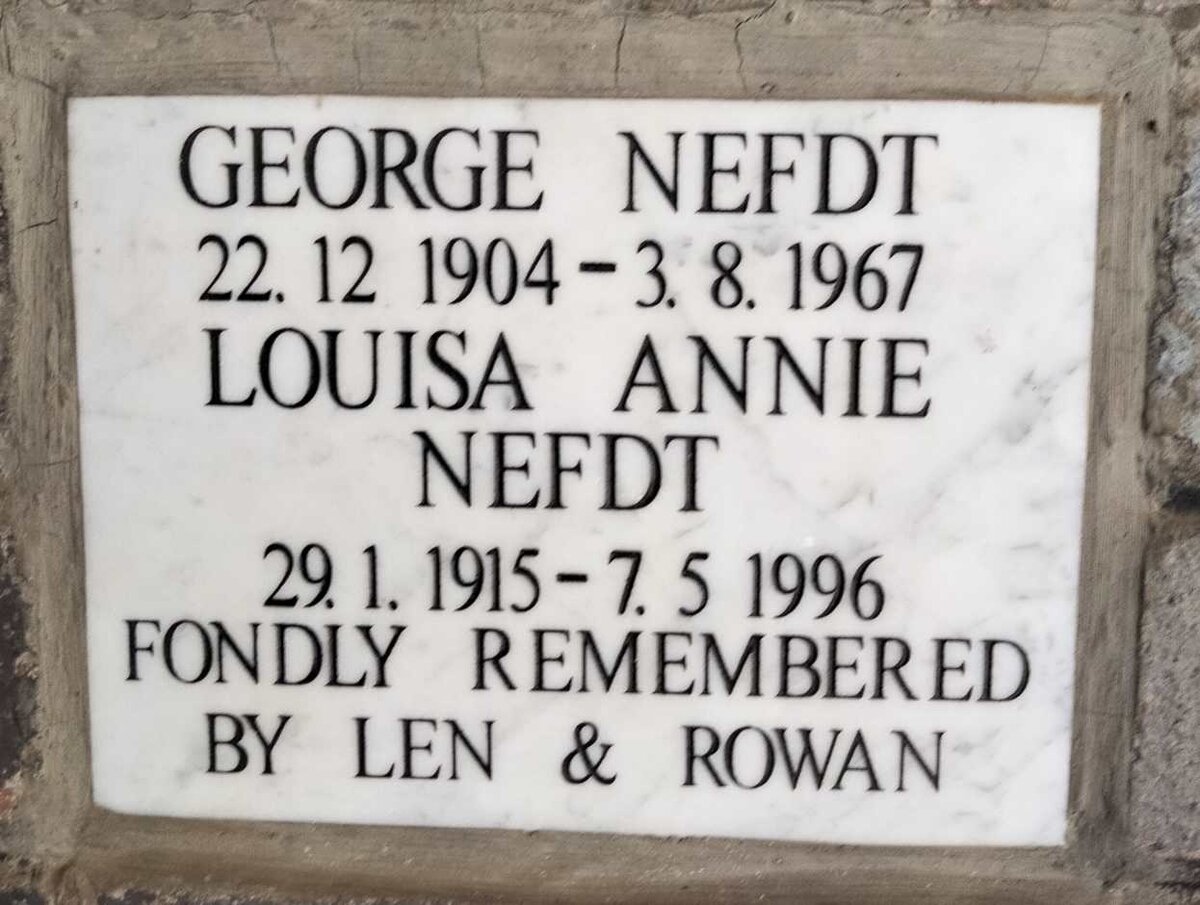 GEORGE NEFDT
22. 12 1904 - 3. 8. 1967
LOUISA ANNIE
NEFDT
29. 1. 1915 - 7. 5 1996
FONDLY REMEMBERED
BY LEN & ROWAN